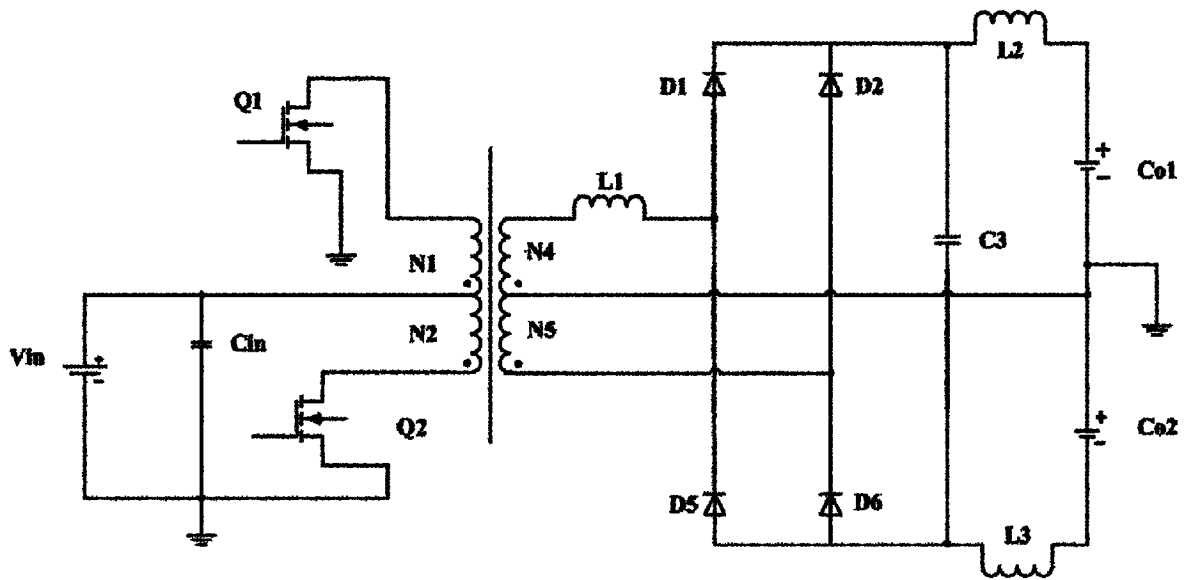 L2
D1
D2
Q1
+
-
Co1
L1
N1
N4
C3
N2
N5
Vin
+
-
Cin
Q2
+
-
Co2
D5
D6
L3